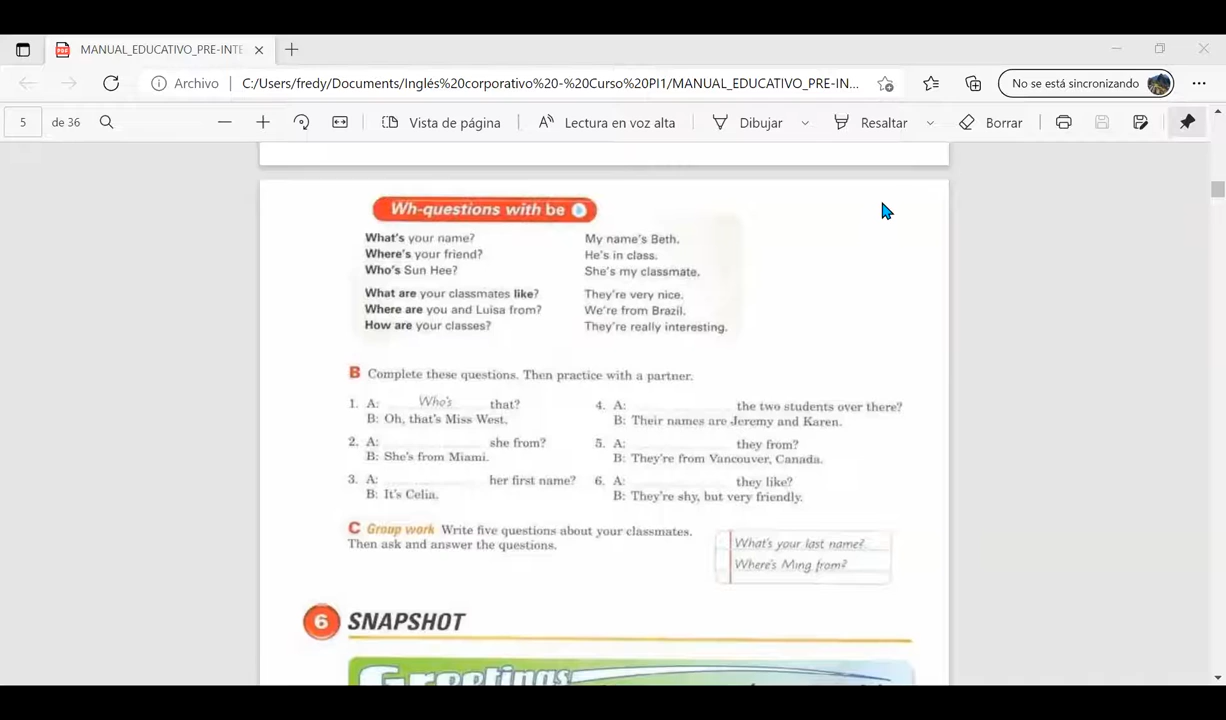 MANUAL_EDUCATIVO_PRE-INTE
Archivo C:/Users/fredy/Documents/Inglés%20corporativo%20-%20Curso%20PI1/MANUAL_EDUCATIVO_PRE-IN... No se está sincronizando
5 de 36 Vista de página Lectura en voz alta Dibujar Resaltar Borrar
Wh-questions with be
What's your name? My name's Beth.
Where's your friend? He's in class.
Who's Sun Hee? She's my classmate.
What are your classmates like? They're very nice.
Where are you and Luisa from? We're from Brazil.
How are your classes? They're really interesting.
B Complete these questions. Then practice with a partner.
1. A: Who's that?
B: Oh, that's Miss West.
2. A: she from?
B: She's from Miami.
3. A: her first name?
B: It's Celia.
4. A: the two students over there?
B: Their names are Jeremy and Karen.
5. A: they from?
B: They're from Vancouver, Canada.
6. A: they like?
B: They're shy, but very friendly.
C Group work Write five questions about your classmates.
Then ask and answer the questions.
What's your last name?
Where's Ming from?
6 SNAPSHOT
Greetings